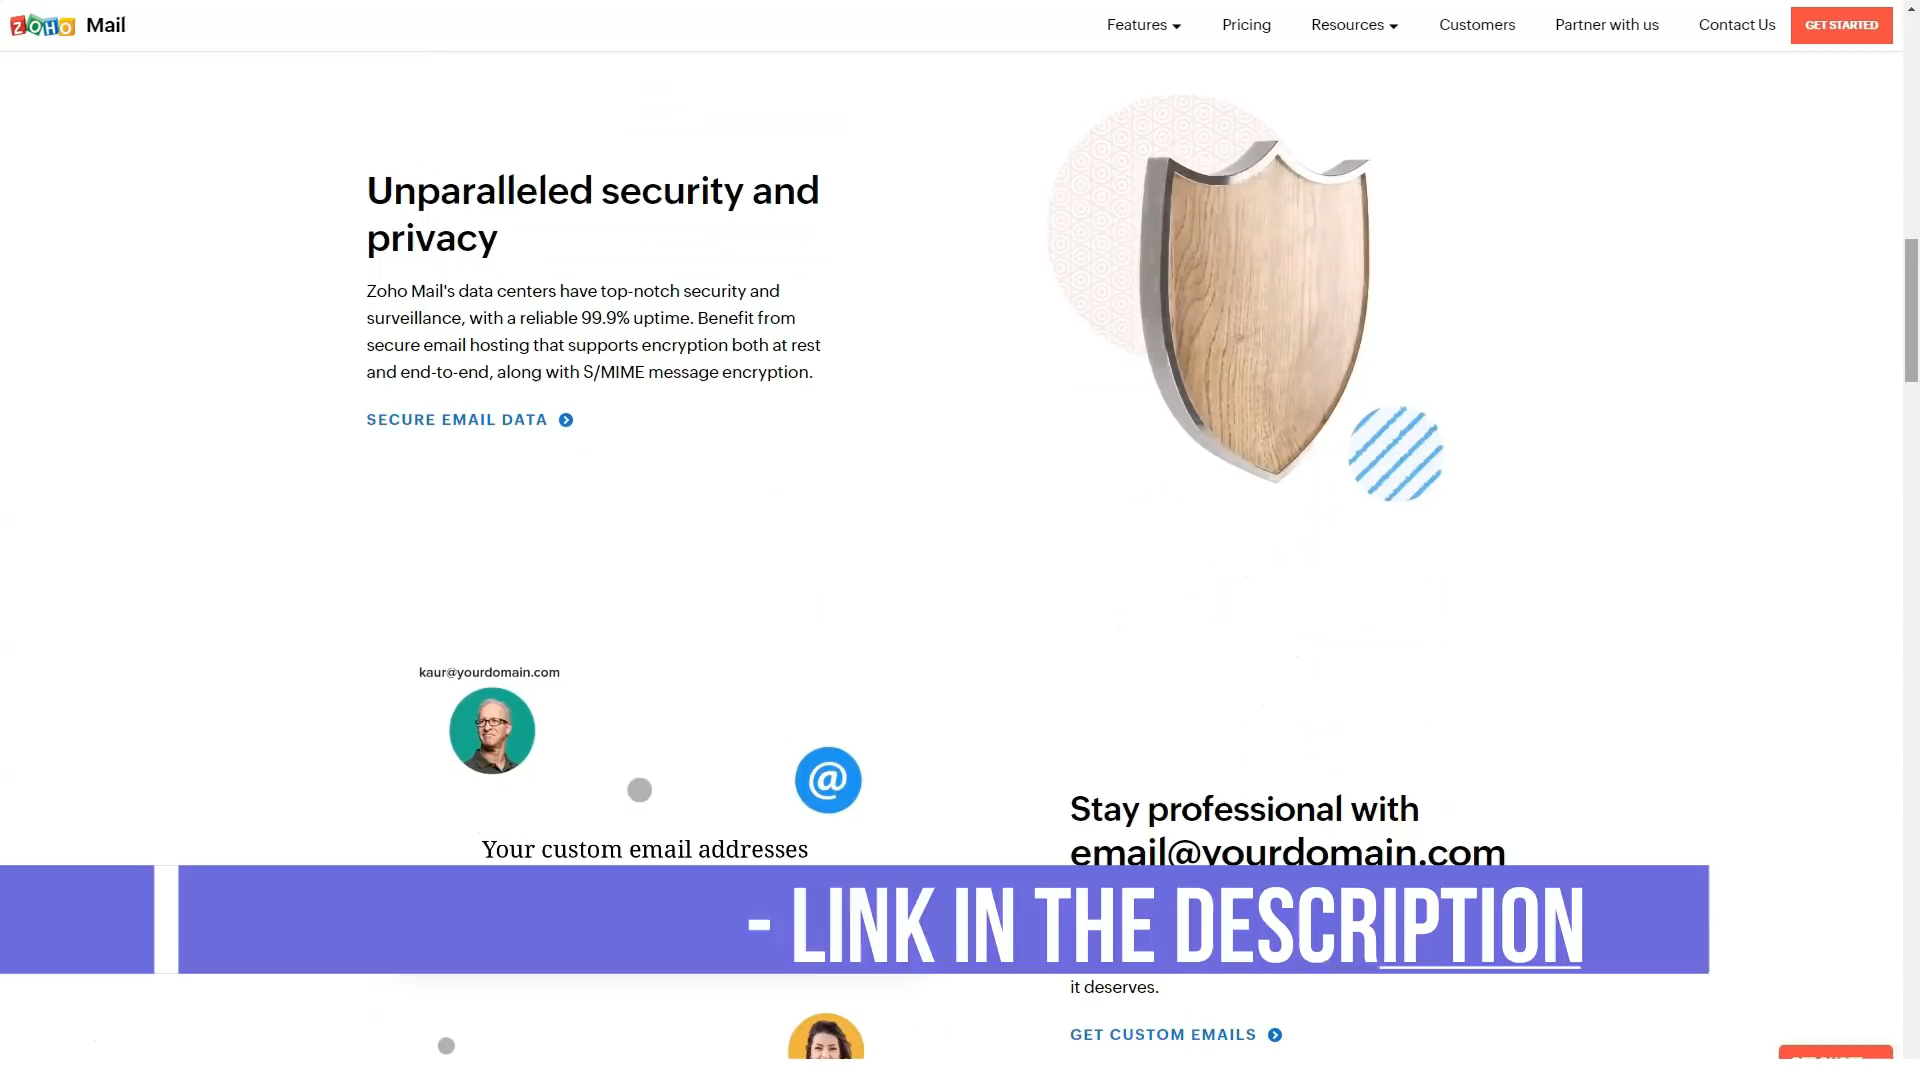 ZOHO Mail
Features
Pricing
Resources
Customers
Partner with us
Contact Us
GET STARTED
Unparalleled security and
privacy
Zoho Mail's data centers have top-notch security and
surveillance, with a reliable 99.9% uptime. Benefit from
secure email hosting that supports encryption both at rest
and end-to-end, along with S/MIME message encryption.
SECURE EMAIL DATA
kaur@yourdomain.com
@
Your custom email addresses
Stay professional with
email@yourdomain.com
- LINK IN THE DESCRIPTION
it deserves.
GET CUSTOM EMAILS